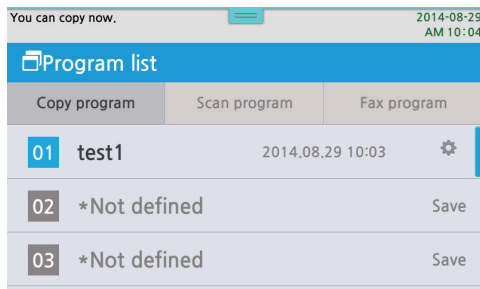 You can copy now.
2014-08-29
AM 10:04
Program list
Copy program Scan program Fax program
01 test1 2014.08.29 10:03
02 *Not defined Save
03 *Not defined Save